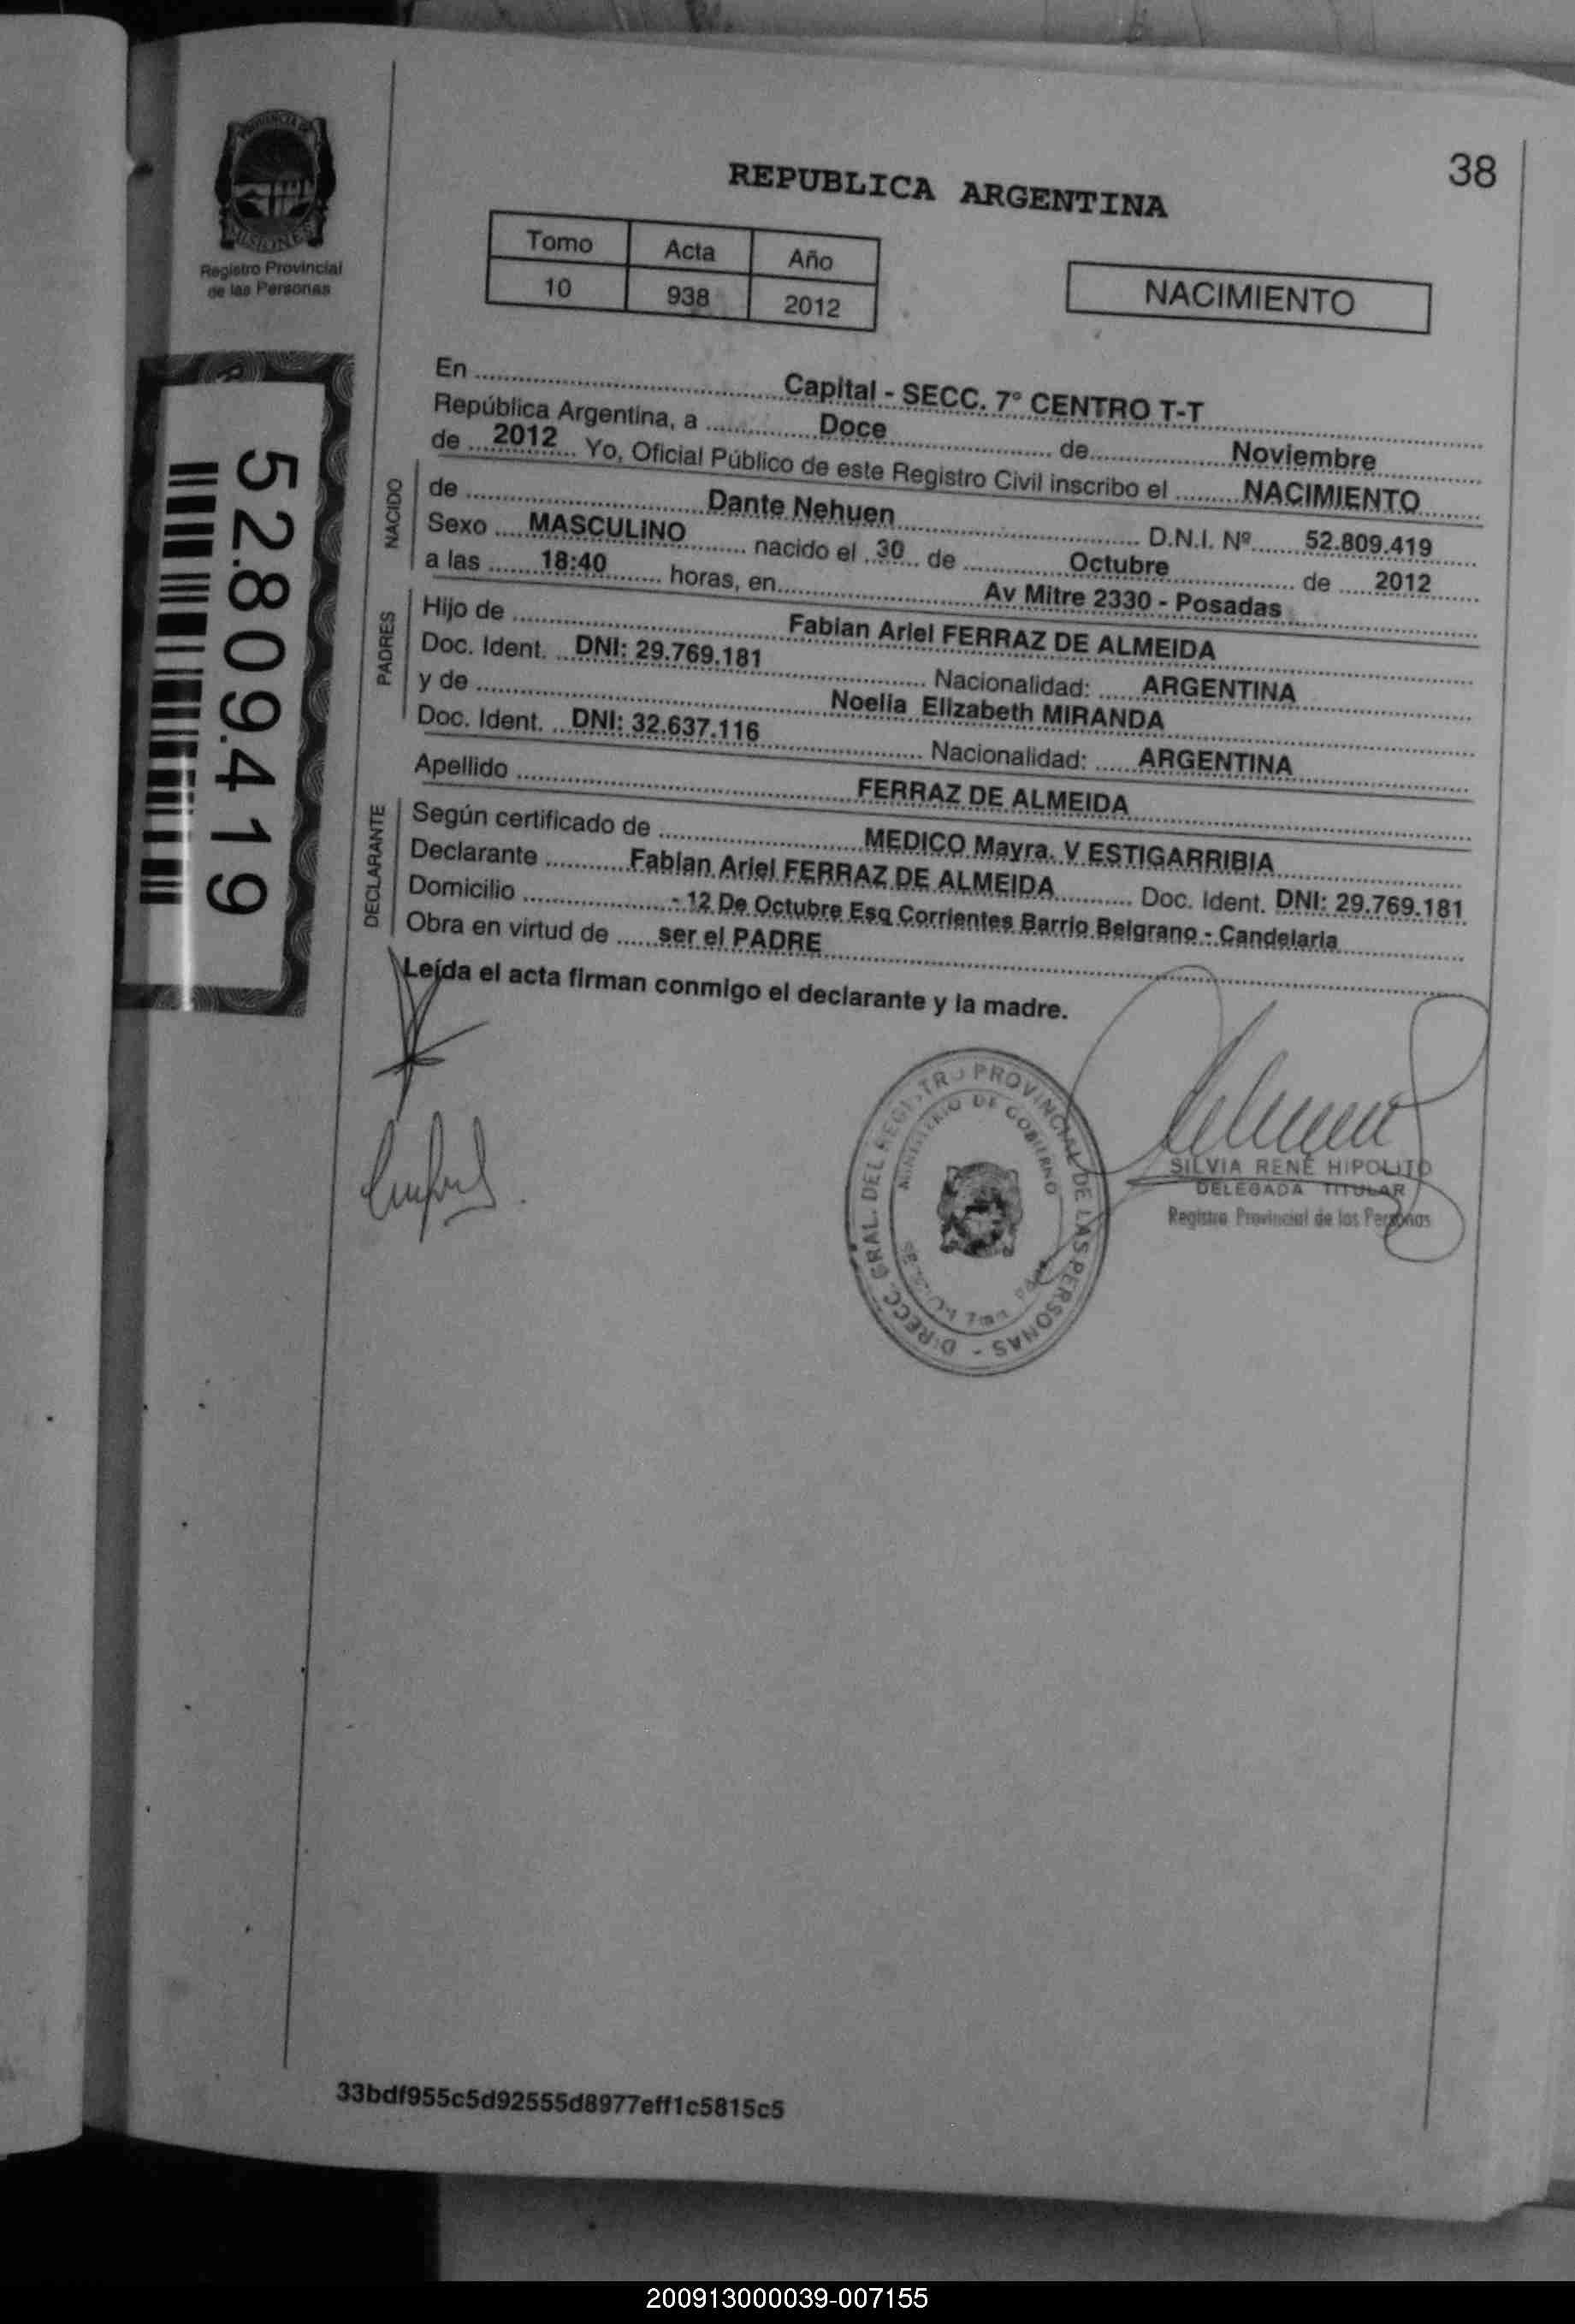 PROVINCIA DE
MISIONES
Registro Provincial
de las Personas
38
REPUBLICA ARGENTINA
Tomo Acta Año
10 938 2012
NACIMIENTO
52.809.419
En Capital - SECC. 7° CENTRO T-T
República Argentina, a Doce de Noviembre
de 2012 Yo, Oficial Público de este Registro Civil inscribo el NACIMIENTO
NACIDO
de Dante Nehuen D.N.I. Nº 52.809.419
Sexo MASCULINO nacido el 30 de Octubre de 2012
a las 18:40 horas, en Av Mitre 2330 - Posadas
PADRES
Hijo de Fabian Ariel FERRAZ DE ALMEIDA
Doc. Ident. DNI: 29.769.181 Nacionalidad: ARGENTINA
y de Noelia Elizabeth MIRANDA
Doc. Ident. DNI: 32.637.116 Nacionalidad: ARGENTINA
Apellido FERRAZ DE ALMEIDA
DECLARANTE
Según certificado de MEDICO Mayra. V ESTIGARRIBIA
Declarante Fabian Ariel FERRAZ DE ALMEIDA Doc. Ident. DNI: 29.769.181
Domicilio - 12 De Octubre Esq Corrientes Barrio Belgrano - Candelaria
Obra en virtud de ser el PADRE
Leída el acta firman conmigo el declarante y la madre.
DIRECC. GRAL. DEL REGISTRO PROVINCIAL DE LAS PERSONAS -
MINISTERIO DE GOBIERNO
SILVIA RENÉ HIPOLITO
DELEGADA TITULAR
Registro Provincial de las Personas
33bdf955c5d92555d8977eff1c5815c5
200913000039-007155